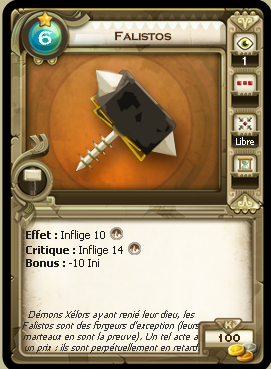 Falistos
6
1
Libre
Effet : Inflige 10
Critique : Inflige 14
Bonus : -10 Ini
Démons Xélors ayant renié leur dieu, les
Falistos sont des forgeurs d'exception (leurs
marteaux en sont la preuve). Un tel acte a
un prix : ils sont perpétuellement en retard
K
100